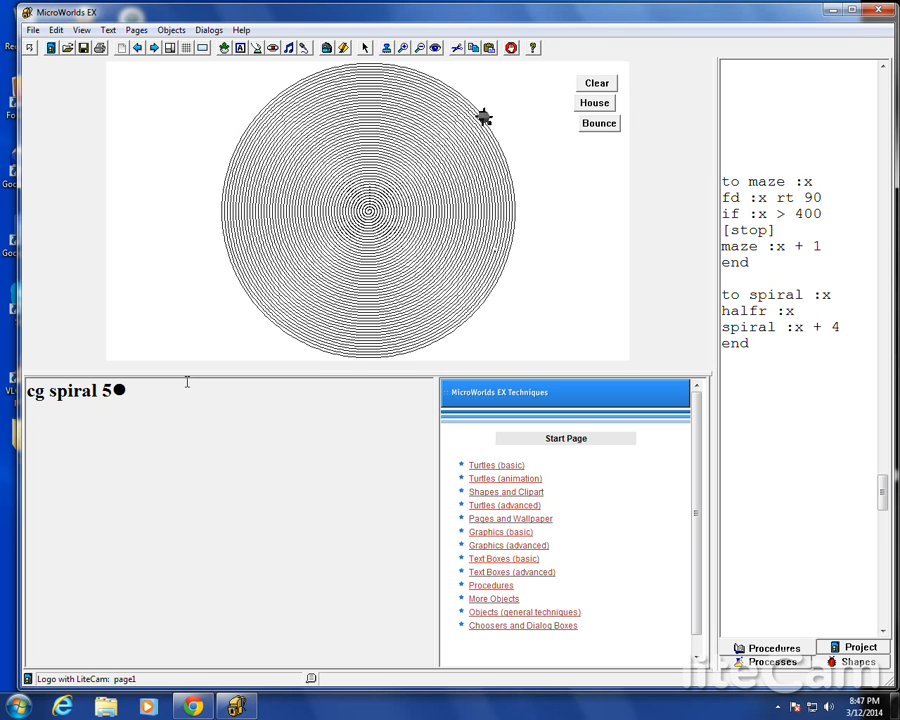 MicroWorlds EX
File Edit View Text Pages Objects Dialogs Help
Clear
House
Bounce
to maze :x
fd :x rt 90
if :x > 400
[stop]
maze :x + 1
end
to spiral :x
halfr :x
spiral :x + 4
end
cg spiral 5
MicroWorlds EX Techniques
Start Page
Turtles (basic)
Turtles (animation)
Shapes and Clipart
Turtles (advanced)
Pages and Wallpaper
Graphics (basic)
Graphics (advanced)
Text Boxes (basic)
Text Boxes (advanced)
Procedures
More Objects
Objects (general techniques)
Choosers and Dialog Boxes
Procedures
Project
Processes
Shapes
liteCam
Logo with LiteCam: page1
8:47 PM
3/12/2014